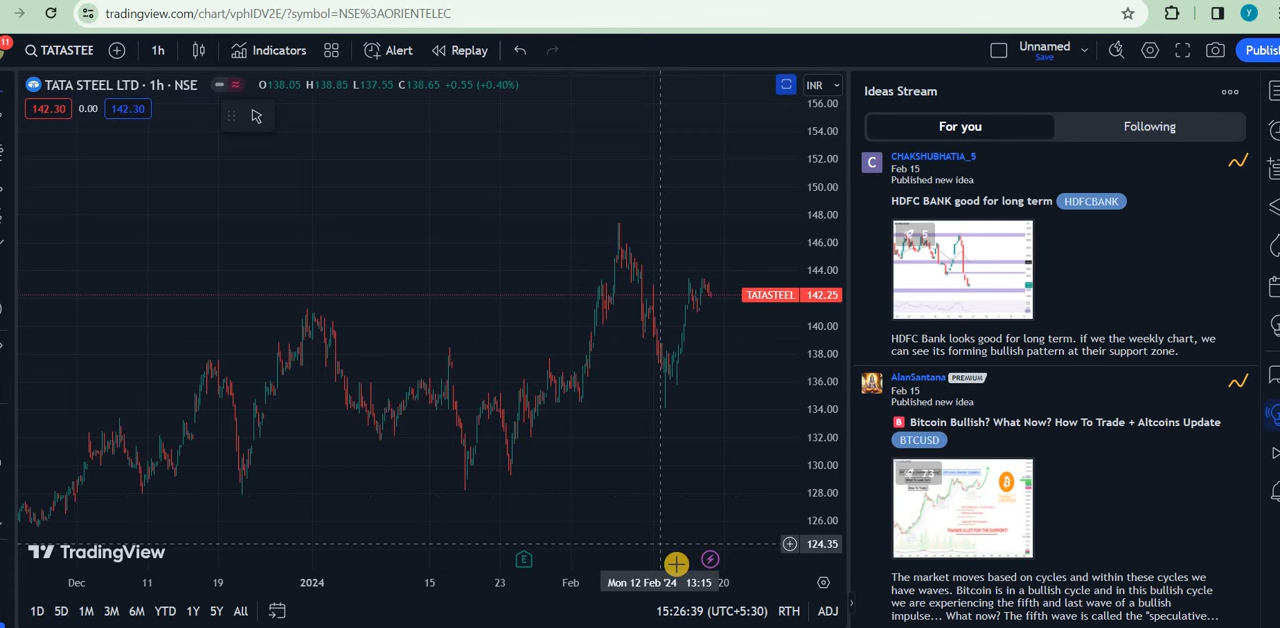 tradingview.com/chart/vphIDV2E/?symbol=NSE%3AORIENTELEC
11
TATASTEE
1h
Indicators
Alert
Replay
Unnamed
Save
Publish
TATA STEEL LTD · 1h · NSE
O138.05 H138.85 L137.55 C138.65 +0.55 (+0.40%)
INR
142.30 0.00 142.30
156.00
154.00
152.00
150.00
148.00
146.00
144.00
TATASTEEL 142.25
140.00
138.00
136.00
134.00
132.00
130.00
128.00
126.00
124.35
TradingView
E
Dec 11 19 2024 15 23 Feb Mon 12 Feb '24 13:15 20
1D 5D 1M 3M 6M YTD 1Y 5Y All
15:26:39 (UTC+5:30) RTH ADJ
Ideas Stream
For you
Following
C
CHAKSHUBHATIA_5
Feb 15
Published new idea
HDFC BANK good for long term HDFCBANK
5
HDFC Bank looks good for long term. if we the weekly chart, we
can see its forming bullish pattern at their support zone.
AlanSantana PREMIUM
Feb 15
Published new idea
B Bitcoin Bullish? What Now? How To Trade + Altcoins Update
BTCUSD
The market moves based on cycles and within these cycles we
have waves. Bitcoin is in a bullish cycle and in this bullish cycle
we are experiencing the fifth and last wave of a bullish
impulse... What now? The fifth wave is called the "speculative...